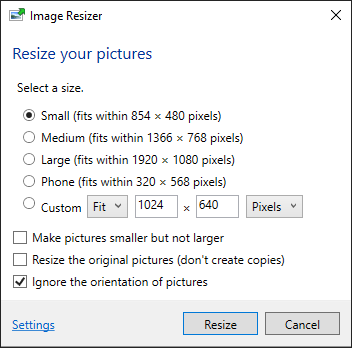 Image Resizer
Resize your pictures
Select a size.
Small (fits within 854 × 480 pixels)
Medium (fits within 1366 × 768 pixels)
Large (fits within 1920 × 1080 pixels)
Phone (fits within 320 × 568 pixels)
Custom Fit 1024 × 640 Pixels
Make pictures smaller but not larger
Resize the original pictures (don't create copies)
Ignore the orientation of pictures
Settings Resize Cancel